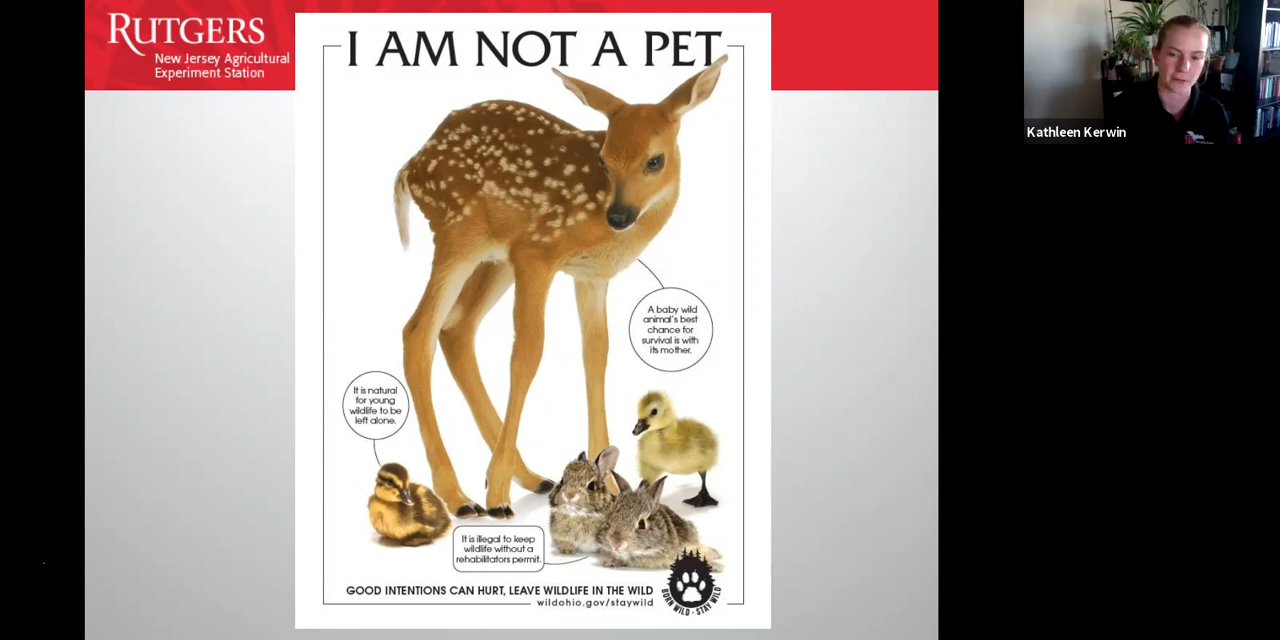 RUTGERS
New Jersey Agricultural
Experiment Station
I AM NOT A PET
A baby wild
animal's best
chance for
survival is with
its mother.
It is natural
for young
wildlife to be
left alone.
It is illegal to keep
wildlife without a
rehabilitators permit.
GOOD INTENTIONS CAN HURT, LEAVE WILDLIFE IN THE WILD
wildohio.gov/staywild
BORN WILD · STAY WILD
Kathleen Kerwin